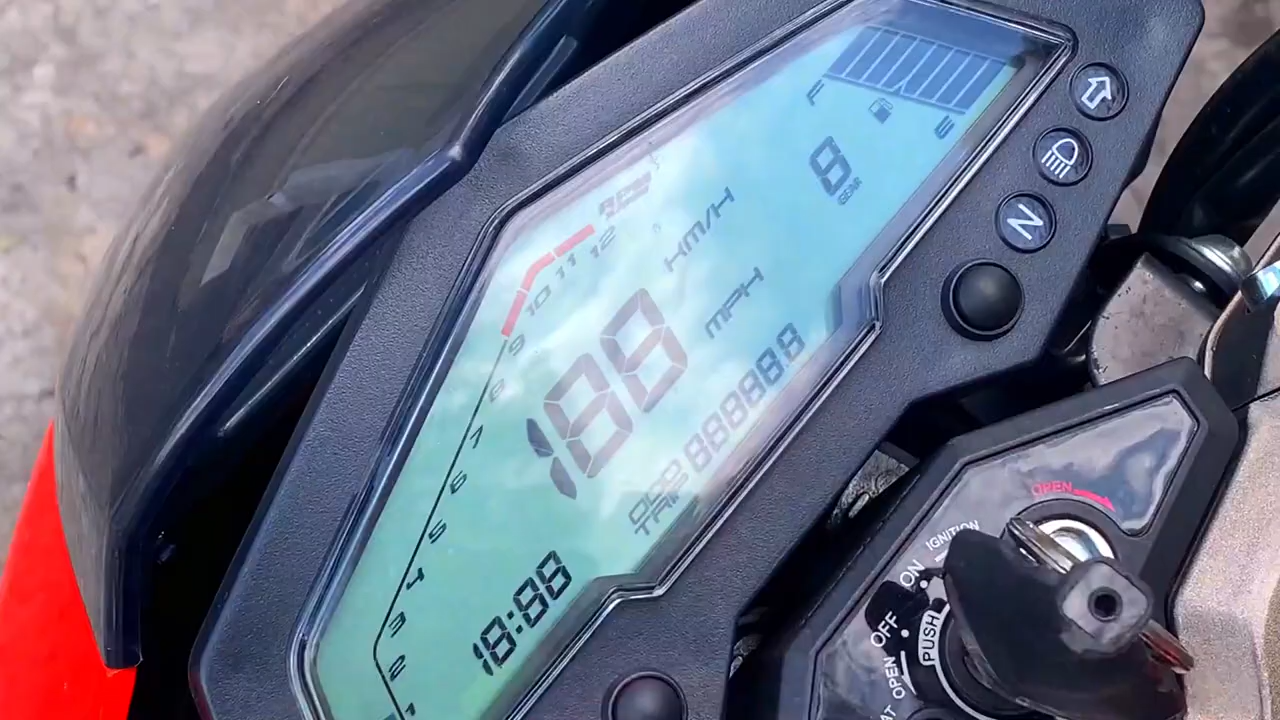 F
E
8
GEAR
12
11
10
9
8
7
6
5
4
3
2
1
KM/H
MPH
188
ODO
TRIP
888888
18:88
N
OPEN
IGNITION
ON
OFF
PUSH
OPEN